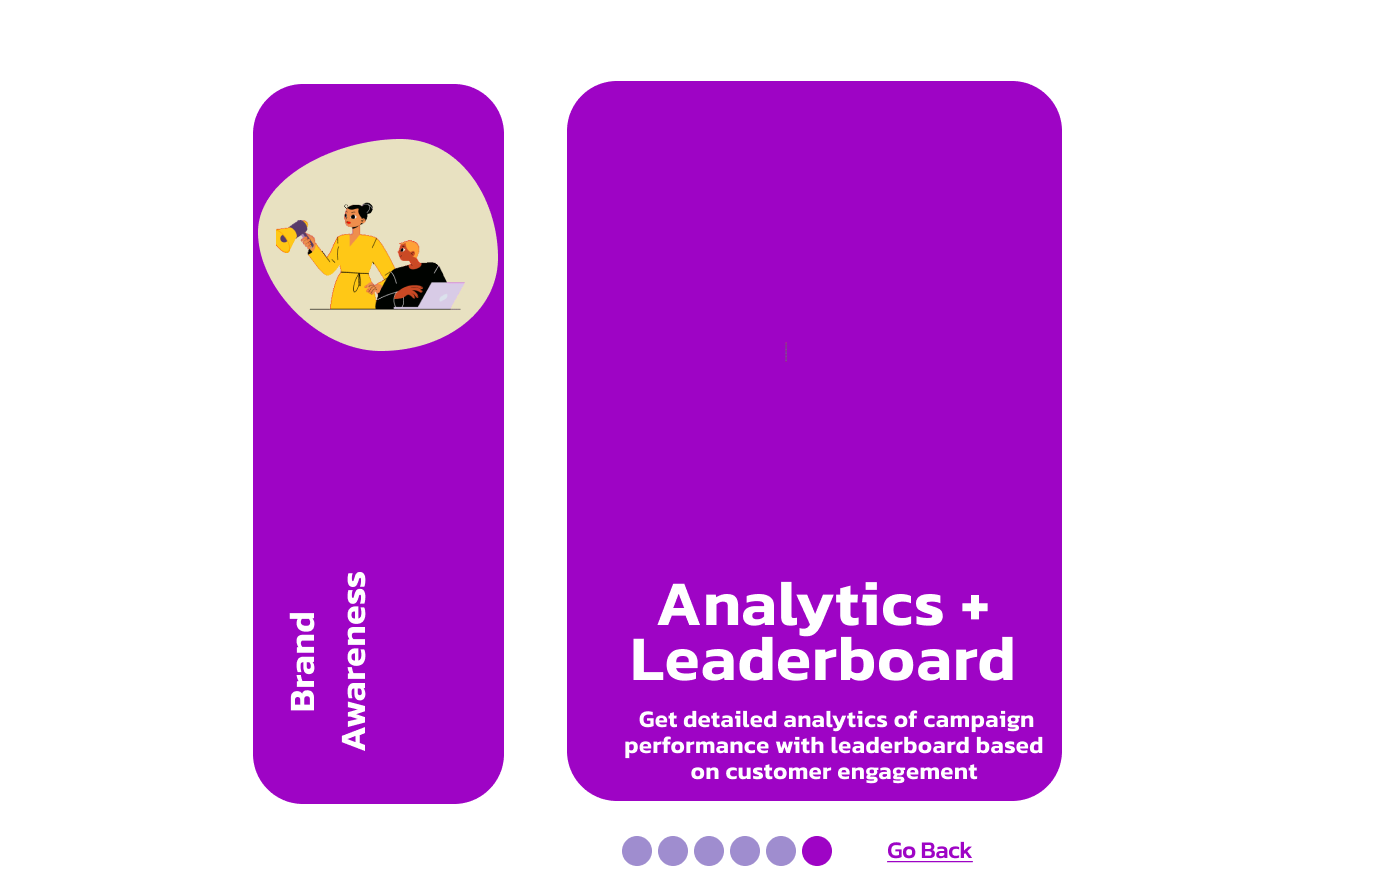 Brand
Awareness
Analytics +
Leaderboard
Get detailed analytics of campaign
performance with leaderboard based
on customer engagement
Go Back